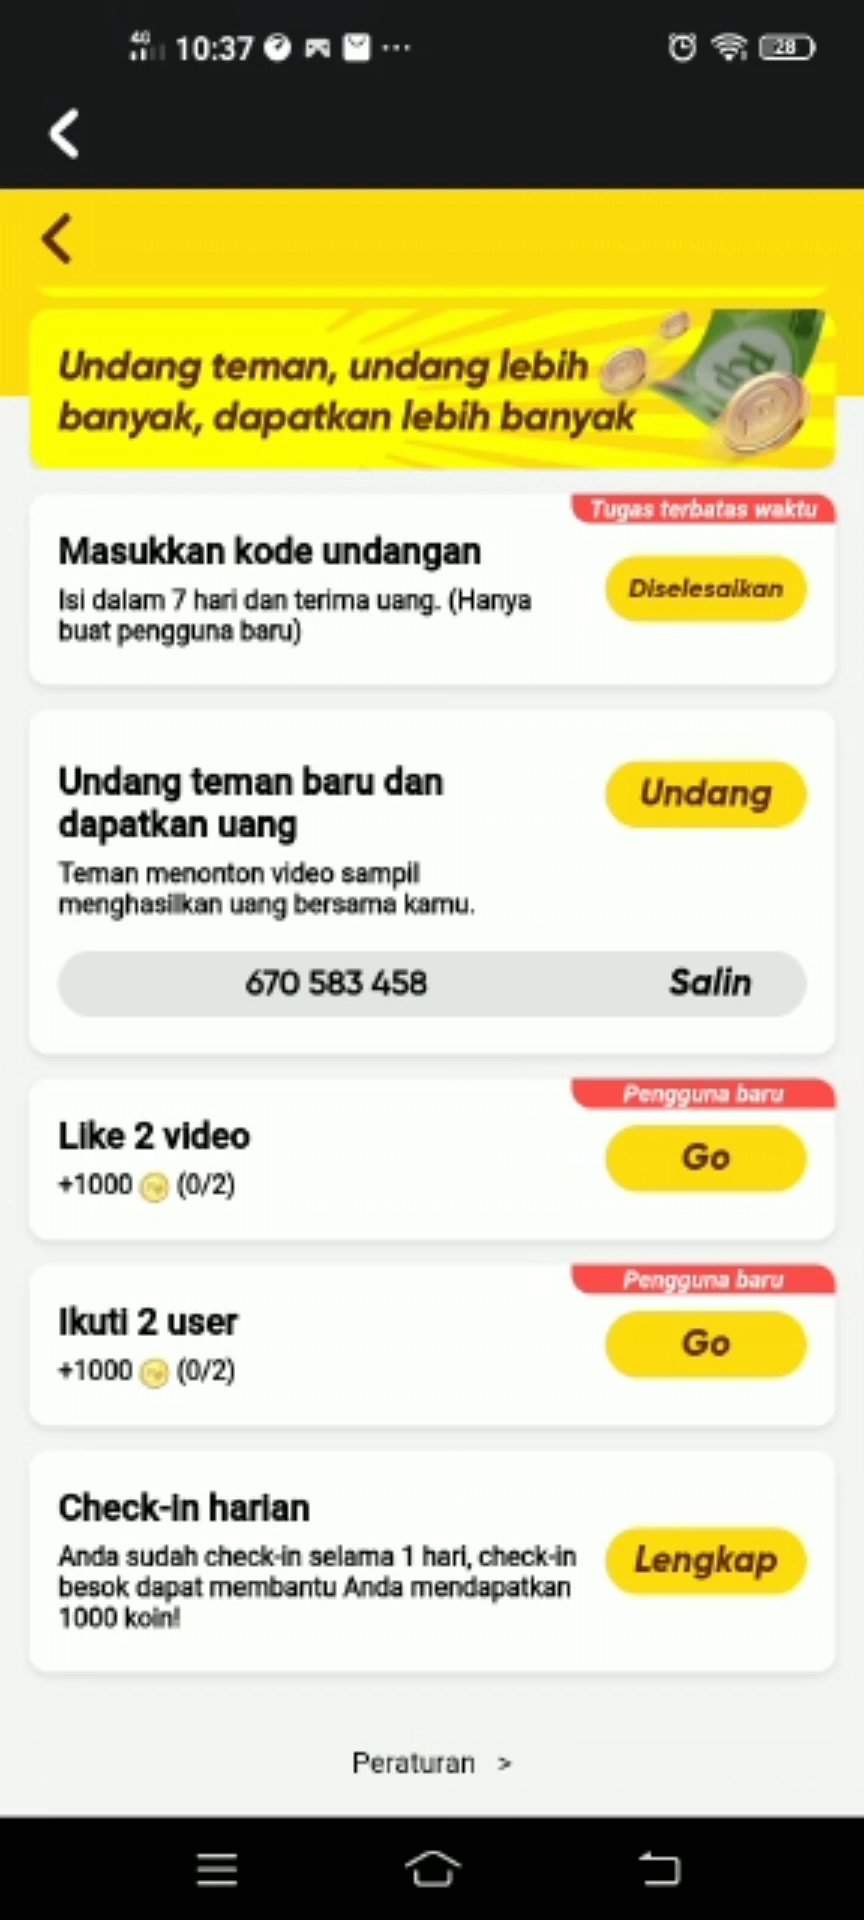 4G 10:37 28
Undang teman, undang lebih
banyak, dapatkan lebih banyak
Rp
Tugas terbatas waktu
Masukkan kode undangan
Isi dalam 7 hari dan terima uang. (Hanya
buat pengguna baru)
Diselesaikan
Undang teman baru dan
dapatkan uang
Undang
Teman menonton video sampil
menghasilkan uang bersama kamu.
670 583 458 Salin
Pengguna baru
Like 2 video
+1000 (0/2)
Go
Pengguna baru
Ikuti 2 user
+1000 (0/2)
Go
Check-in harian
Anda sudah check-in selama 1 hari, check-in
besok dapat membantu Anda mendapatkan
1000 koin!
Lengkap
Peraturan >